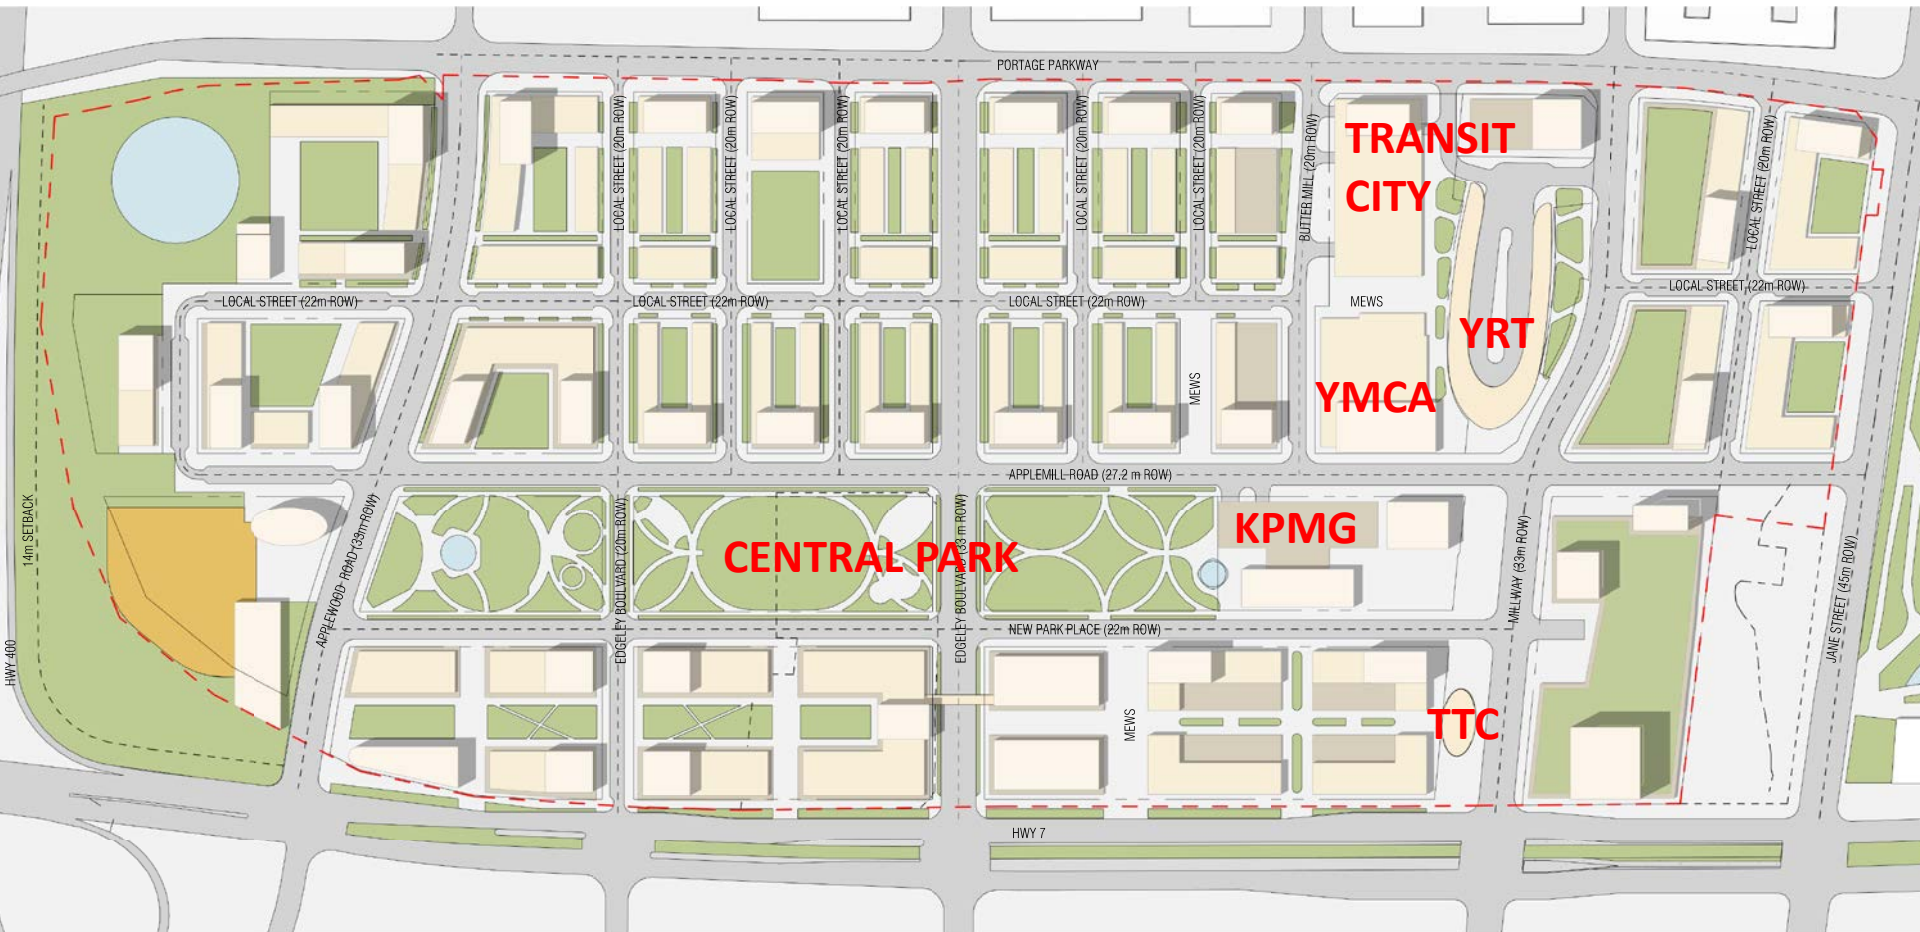 PORTAGE PARKWAY
LOCAL STREET (20m ROW)
LOCAL STREET (20m ROW)
LOCAL STREET (20m ROW)
LOCAL STREET (20m ROW)
LOCAL STREET (20m ROW)
BUTTER MILL (20m ROW)
TRANSIT
CITY
LOCAL STREET (20m ROW)
LOCAL STREET (22m ROW)
LOCAL STREET (22m ROW)
LOCAL STREET (22m ROW)
MEWS
LOCAL STREET (22m ROW)
YRT
MEWS
YMCA
APPLEMILL ROAD (27.2 m ROW)
14m SETBACK
APPLEWOOD ROAD (33m ROW)
EDGELEY BOULVARD (20m ROW)
CENTRAL PARK
EDGELEY BOULVARD (33 m ROW)
KPMG
MILLWAY (33m ROW)
JANE STREET (45m ROW)
NEW PARK PLACE (22m ROW)
HWY 400
MEWS
TTC
HWY 7